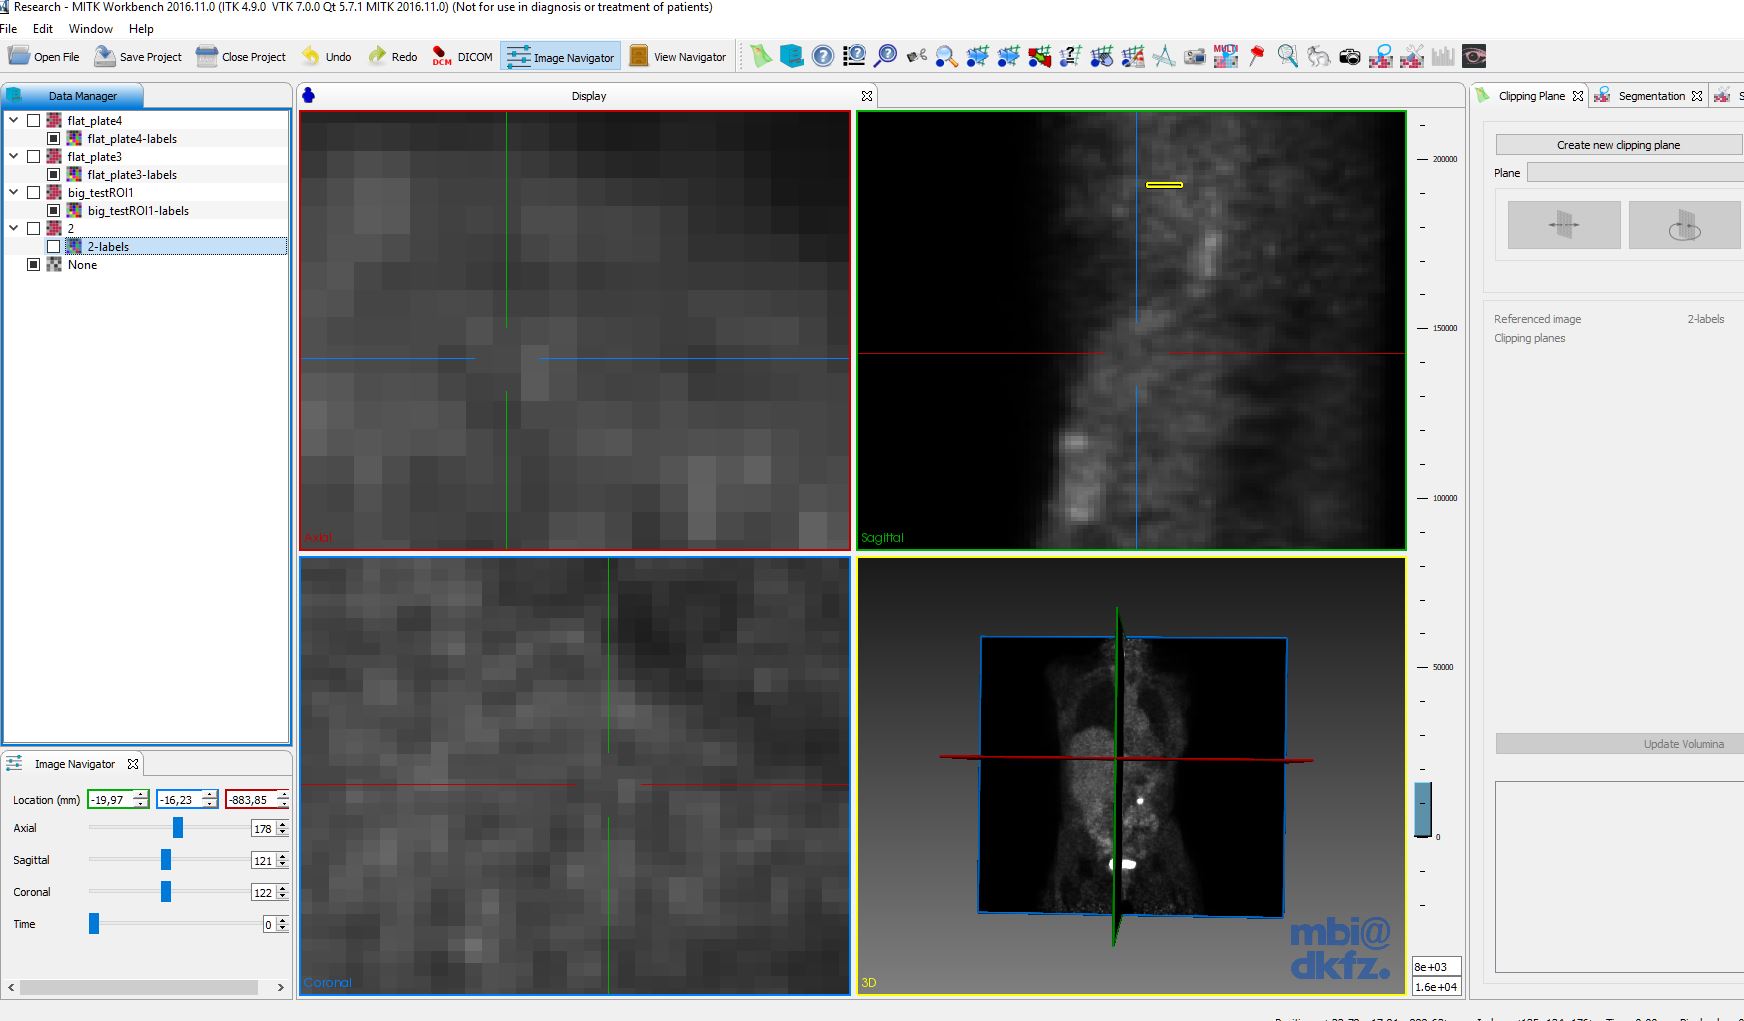 Research - MITK Workbench 2016.11.0 (ITK 4.9.0 VTK 7.0.0 Qt 5.7.1 MITK 2016.11.0) (Not for use in diagnosis or treatment of patients)
File Edit Window Help
Open File Save Project Close Project Undo Redo DCM DICOM Image Navigator View Navigator MULTI
Data Manager
Display
Clipping Plane Segmentation S
flat_plate4
flat_plate4-labels
flat_plate3
flat_plate3-labels
big_testROI1
big_testROI1-labels
2
2-labels
None
Axial
Sagittal
Coronal
3D
mbi@
dkfz.
200000
150000
100000
50000
0
8e+03
1.6e+04
Create new clipping plane
Plane
Referenced image 2-labels
Clipping planes
Update Volumina
Image Navigator
Location (mm) -19,97 -16,23 -883,85
Axial 178
Sagittal 121
Coronal 122
Time 0